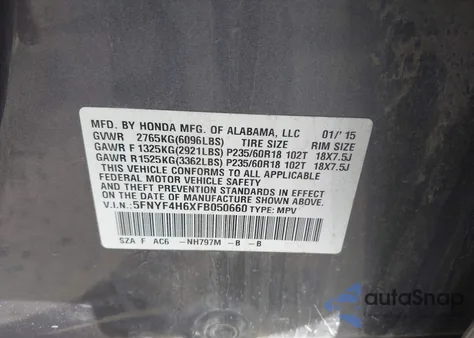 MFD. BY HONDA MFG. OF ALABAMA, LLC 01/'15
GVWR 2765KG(6096LBS) TIRE SIZE RIM SIZE
GAWR F 1325KG(2921LBS) P235/60R18 102T 18X7.5J
GAWR R 1525KG(3362LBS) P235/60R18 102T 18X7.5J
THIS VEHICLE CONFORMS TO ALL APPLICABLE
FEDERAL MOTOR VEHICLE SAFETY AND
THEFT PREVENTION STANDARDS IN EFFECT
ON THE DATE OF MANUFACTURE SHOWN ABOVE.
V.I.N.: 5FNYF4H6XFB050660 TYPE: MPV
SZA F AC6 -NH797M -B -B
autoSnap